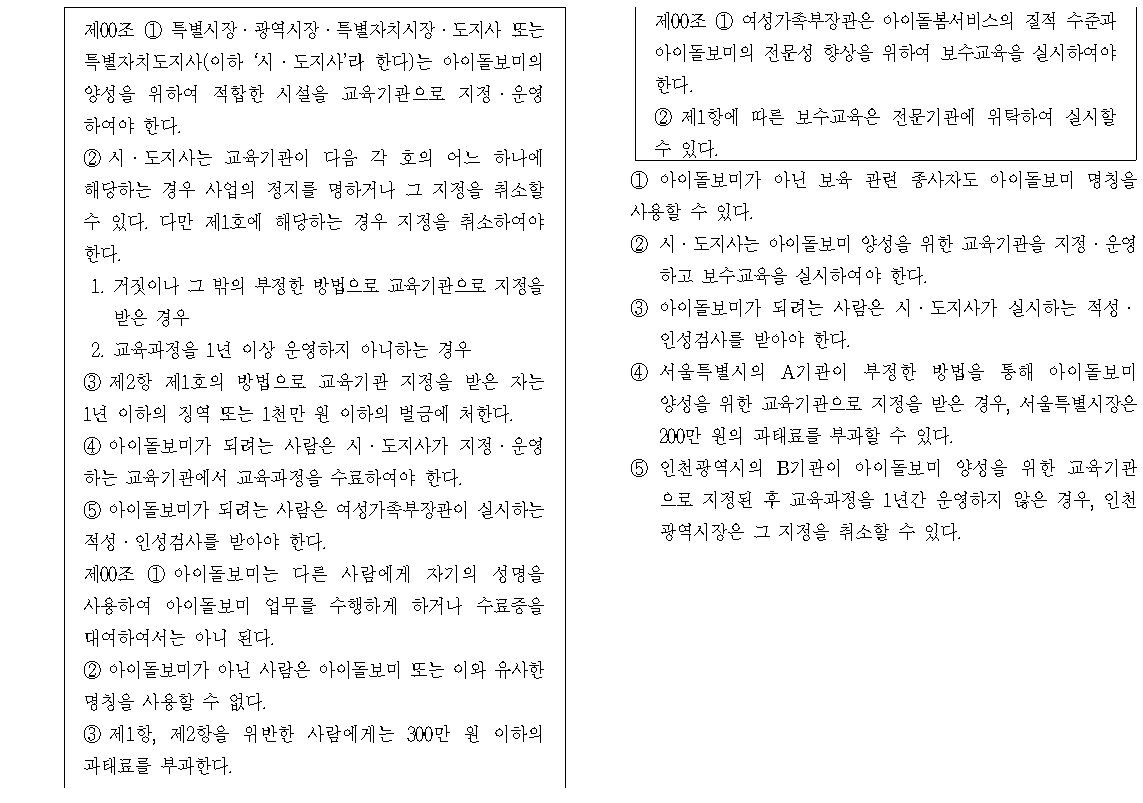 제00조 ① 특별시장·광역시장·특별자치시장·도지사 또는
특별자치도지사(이하 ‘시·도지사’라 한다)는 아이돌보미의
양성을 위하여 적합한 시설을 교육기관으로 지정·운영
하여야 한다.
② 시·도지사는 교육기관이 다음 각 호의 어느 하나에
해당하는 경우 사업의 정지를 명하거나 그 지정을 취소할
수 있다. 다만 제1호에 해당하는 경우 지정을 취소하여야
한다.
1. 거짓이나 그 밖의 부정한 방법으로 교육기관으로 지정을
받은 경우
2. 교육과정을 1년 이상 운영하지 아니하는 경우
③ 제2항 제1호의 방법으로 교육기관 지정을 받은 자는
1년 이하의 징역 또는 1천만 원 이하의 벌금에 처한다.
④ 아이돌보미가 되려는 사람은 시·도지사가 지정·운영
하는 교육기관에서 교육과정을 수료하여야 한다.
⑤ 아이돌보미가 되려는 사람은 여성가족부장관이 실시하는
적성·인성검사를 받아야 한다.
제00조 ① 아이돌보미는 다른 사람에게 자기의 성명을
사용하여 아이돌보미 업무를 수행하게 하거나 수료증을
대여하여서는 아니 된다.
② 아이돌보미가 아닌 사람은 아이돌보미 또는 이와 유사한
명칭을 사용할 수 없다.
③ 제1항, 제2항을 위반한 사람에게는 300만 원 이하의
과태료를 부과한다.
제00조 ① 여성가족부장관은 아이돌봄서비스의 질적 수준과
아이돌보미의 전문성 향상을 위하여 보수교육을 실시하여야
한다.
② 제1항에 따른 보수교육은 전문기관에 위탁하여 실시할
수 있다.
① 아이돌보미가 아닌 보육 관련 종사자도 아이돌보미 명칭을
사용할 수 있다.
② 시·도지사는 아이돌보미 양성을 위한 교육기관을 지정·운영
하고 보수교육을 실시하여야 한다.
③ 아이돌보미가 되려는 사람은 시·도지사가 실시하는 적성·
인성검사를 받아야 한다.
④ 서울특별시의 A기관이 부정한 방법을 통해 아이돌보미
양성을 위한 교육기관으로 지정을 받은 경우, 서울특별시장은
200만 원의 과태료를 부과할 수 있다.
⑤ 인천광역시의 B기관이 아이돌보미 양성을 위한 교육기관
으로 지정된 후 교육과정을 1년간 운영하지 않은 경우, 인천
광역시장은 그 지정을 취소할 수 있다.